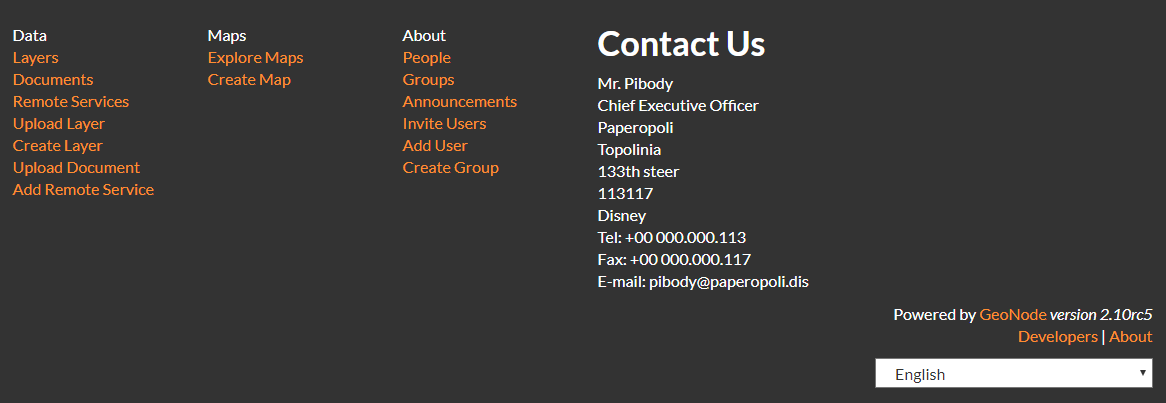 Data
Layers
Documents
Remote Services
Upload Layer
Create Layer
Upload Document
Add Remote Service
Maps
Explore Maps
Create Map
About
People
Groups
Announcements
Invite Users
Add User
Create Group
Contact Us
Mr. Pibody
Chief Executive Officer
Paperopoli
Topolinia
133th steer
113117
Disney
Tel: +00 000.000.113
Fax: +00 000.000.117
E-mail: pibody@paperopoli.dis
Powered by GeoNode version 2.10rc5
Developers | About
English